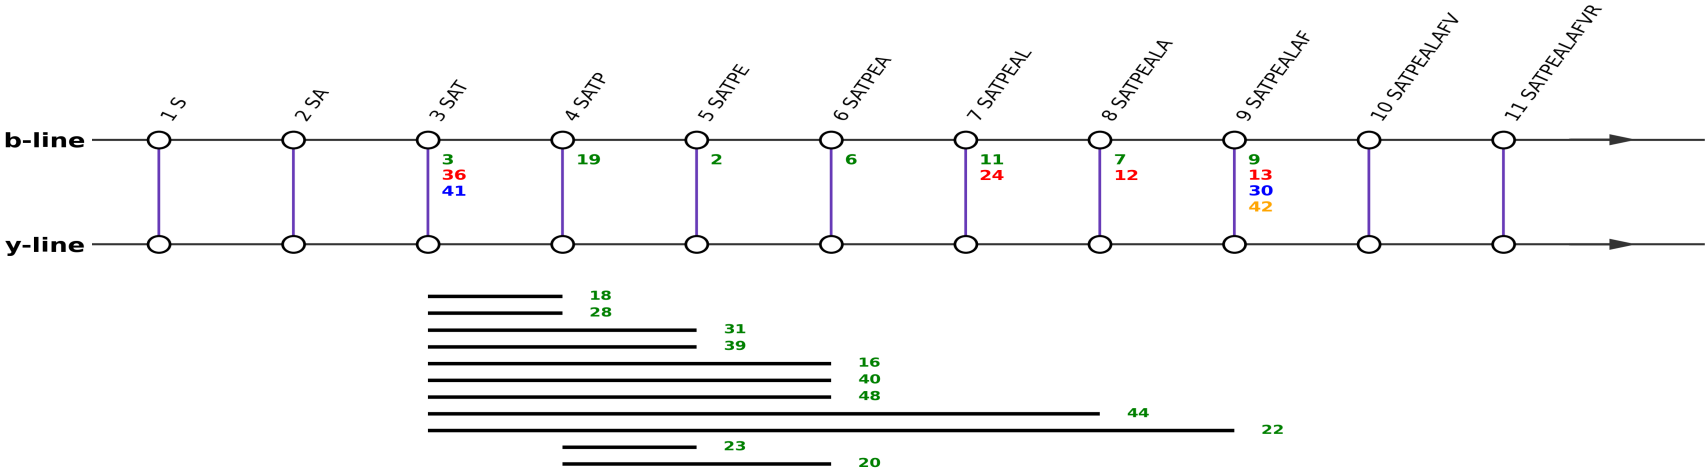 1 S
2 SA
3 SAT
4 SATP
5 SATPE
6 SATPEA
7 SATPEAL
8 SATPEALA
9 SATPEALAF
10 SATPEALAFV
11 SATPEALAFVR
b-line
3 19 2 6 11 7 9
36 24 12 13
41 30
42
y-line
18
28
31
39
16
40
48
44
22
23
20